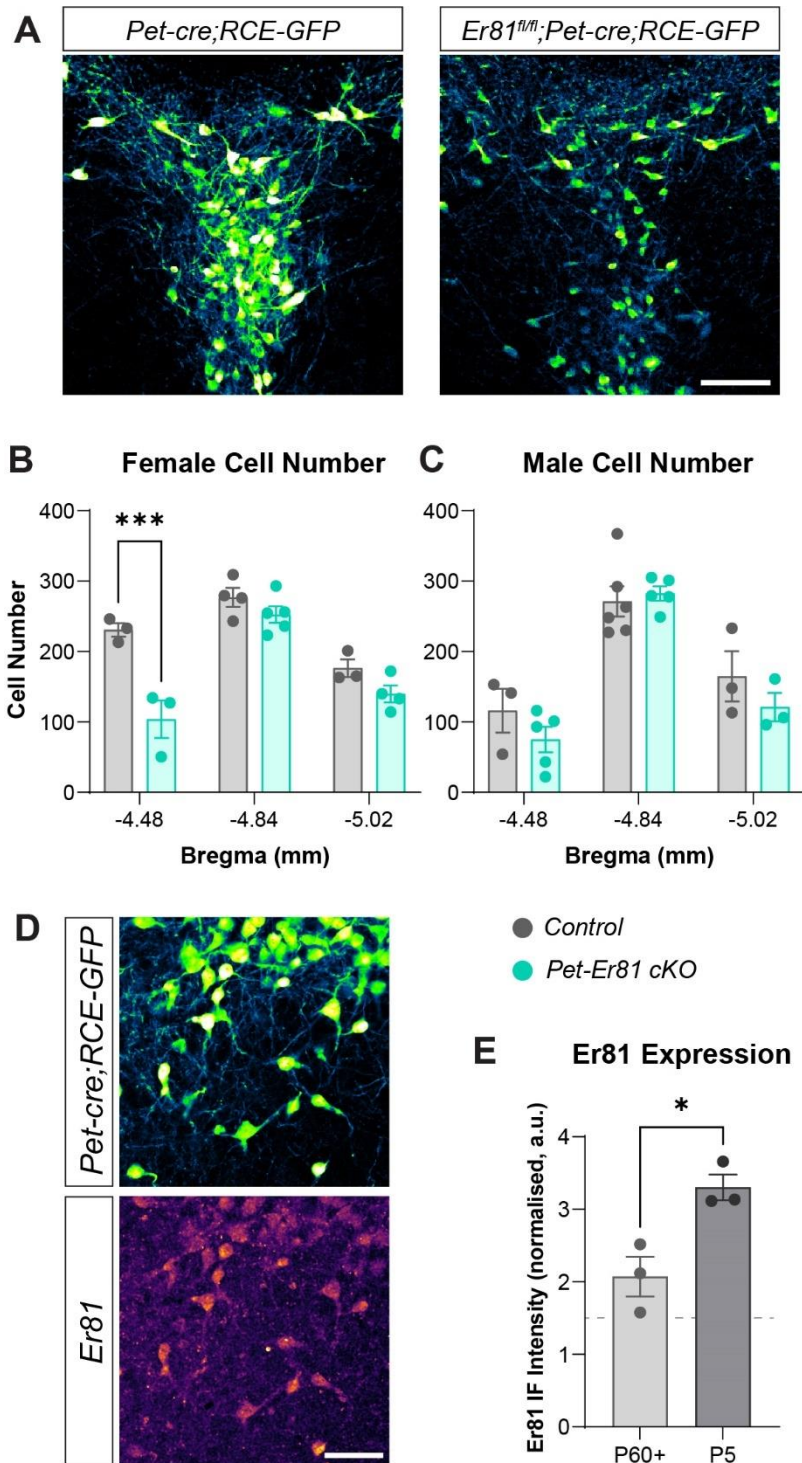 A
Pet-cre;RCE-GFP
Er81fl/fl;Pet-cre;RCE-GFP
B
Female Cell Number
C
Male Cell Number
Cell Number
400
300
200
100
0
***
-4.48
-4.84
-5.02
Bregma (mm)
400
300
200
100
0
-4.48
-4.84
-5.02
Bregma (mm)
D
Pet-cre;RCE-GFP
Er81
Control
Pet-Er81 cKO
E
Er81 Expression
Er81 IF Intensity (normalised, a.u.)
4
3
2
1
0
*
P60+
P5